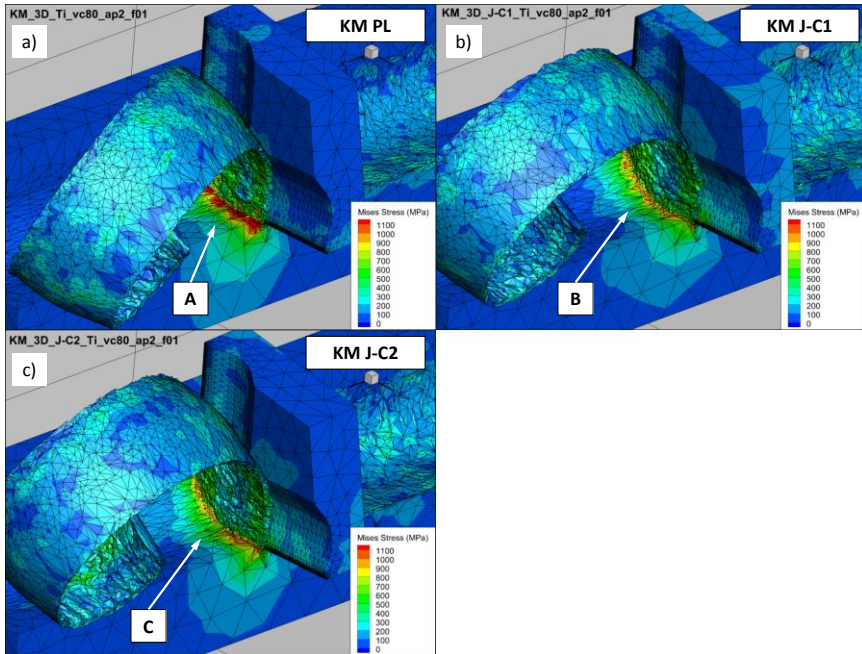 KM_3D_Ti_vc80_ap2_f01
KM PL
a)
Mises Stress (MPa)
1100
1000
900
800
700
600
500
400
300
200
100
0
A
KM_3D_J-C1_Ti_vc80_ap2_f01
KM J-C1
b)
Mises Stress (MPa)
1100
1000
900
800
700
600
500
400
300
200
100
0
B
KM_3D_J-C2_Ti_vc80_ap2_f01
KM J-C2
c)
Mises Stress (MPa)
1100
1000
900
800
700
600
500
400
300
200
100
0
C